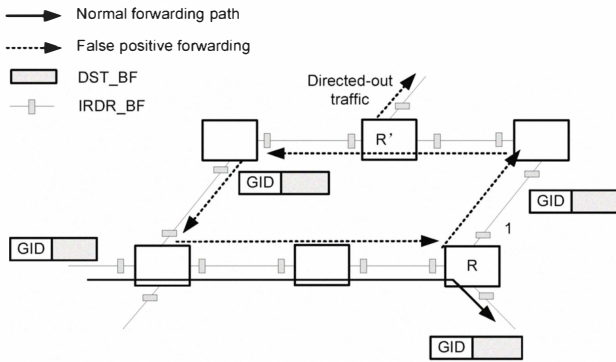 Normal forwarding path
False positive forwarding
DST_BF
IRDR_BF
Directed-out
traffic
R'
GID
GID
1
GID
R
GID